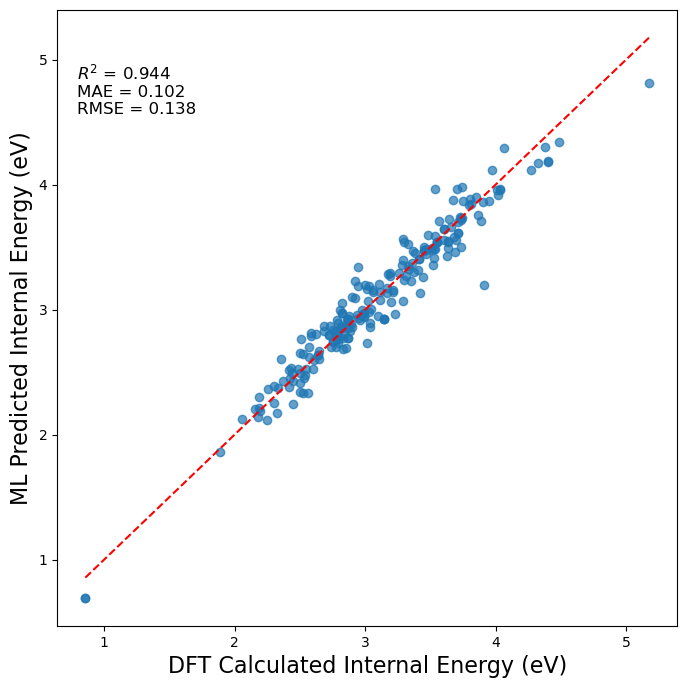 R² = 0.944
MAE = 0.102
RMSE = 0.138
ML Predicted Internal Energy (eV)
5
4
3
2
1
1 2 3 4 5
DFT Calculated Internal Energy (eV)